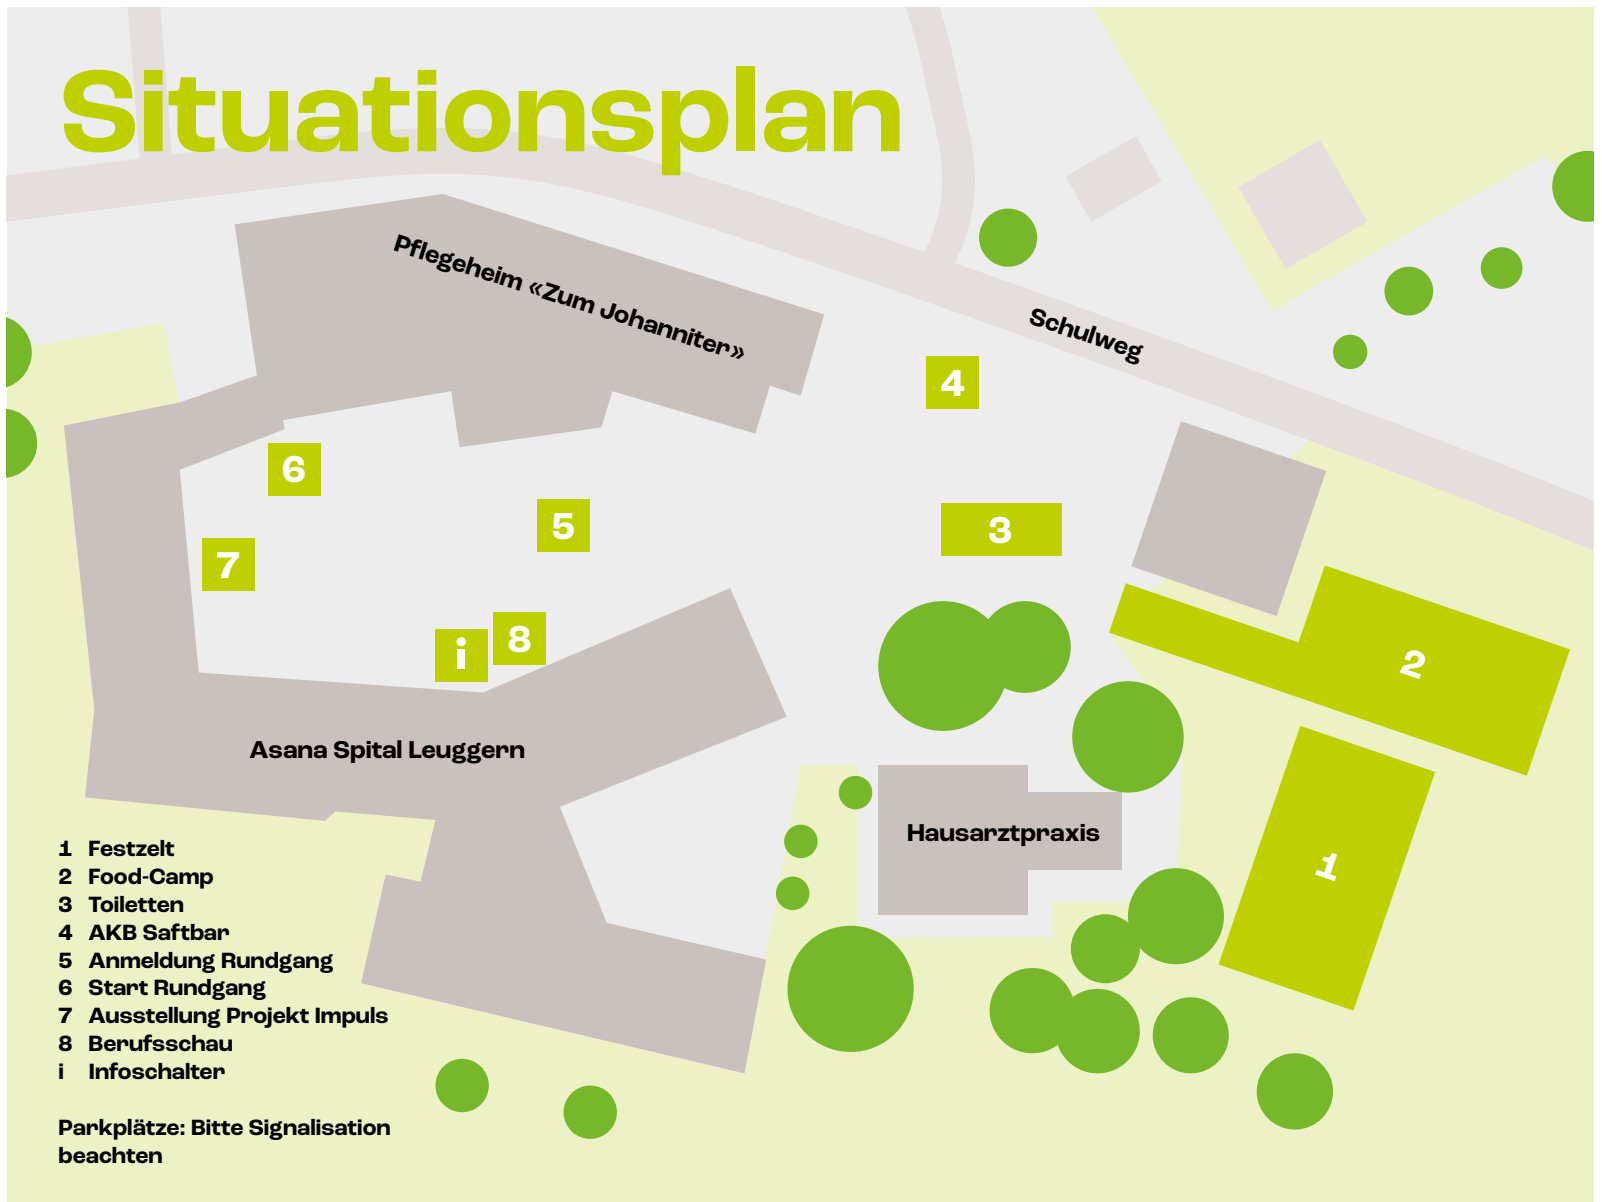 Situationsplan
Pflegeheim «Zum Johanniter»
Schulweg
4
6
5
3
7
8
i
2
Asana Spital Leuggern
Hausarztpraxis
1
1 Festzelt
2 Food-Camp
3 Toiletten
4 AKB Saftbar
5 Anmeldung Rundgang
6 Start Rundgang
7 Ausstellung Projekt Impuls
8 Berufsschau
i Infoschalter
Parkplätze: Bitte Signalisation
beachten